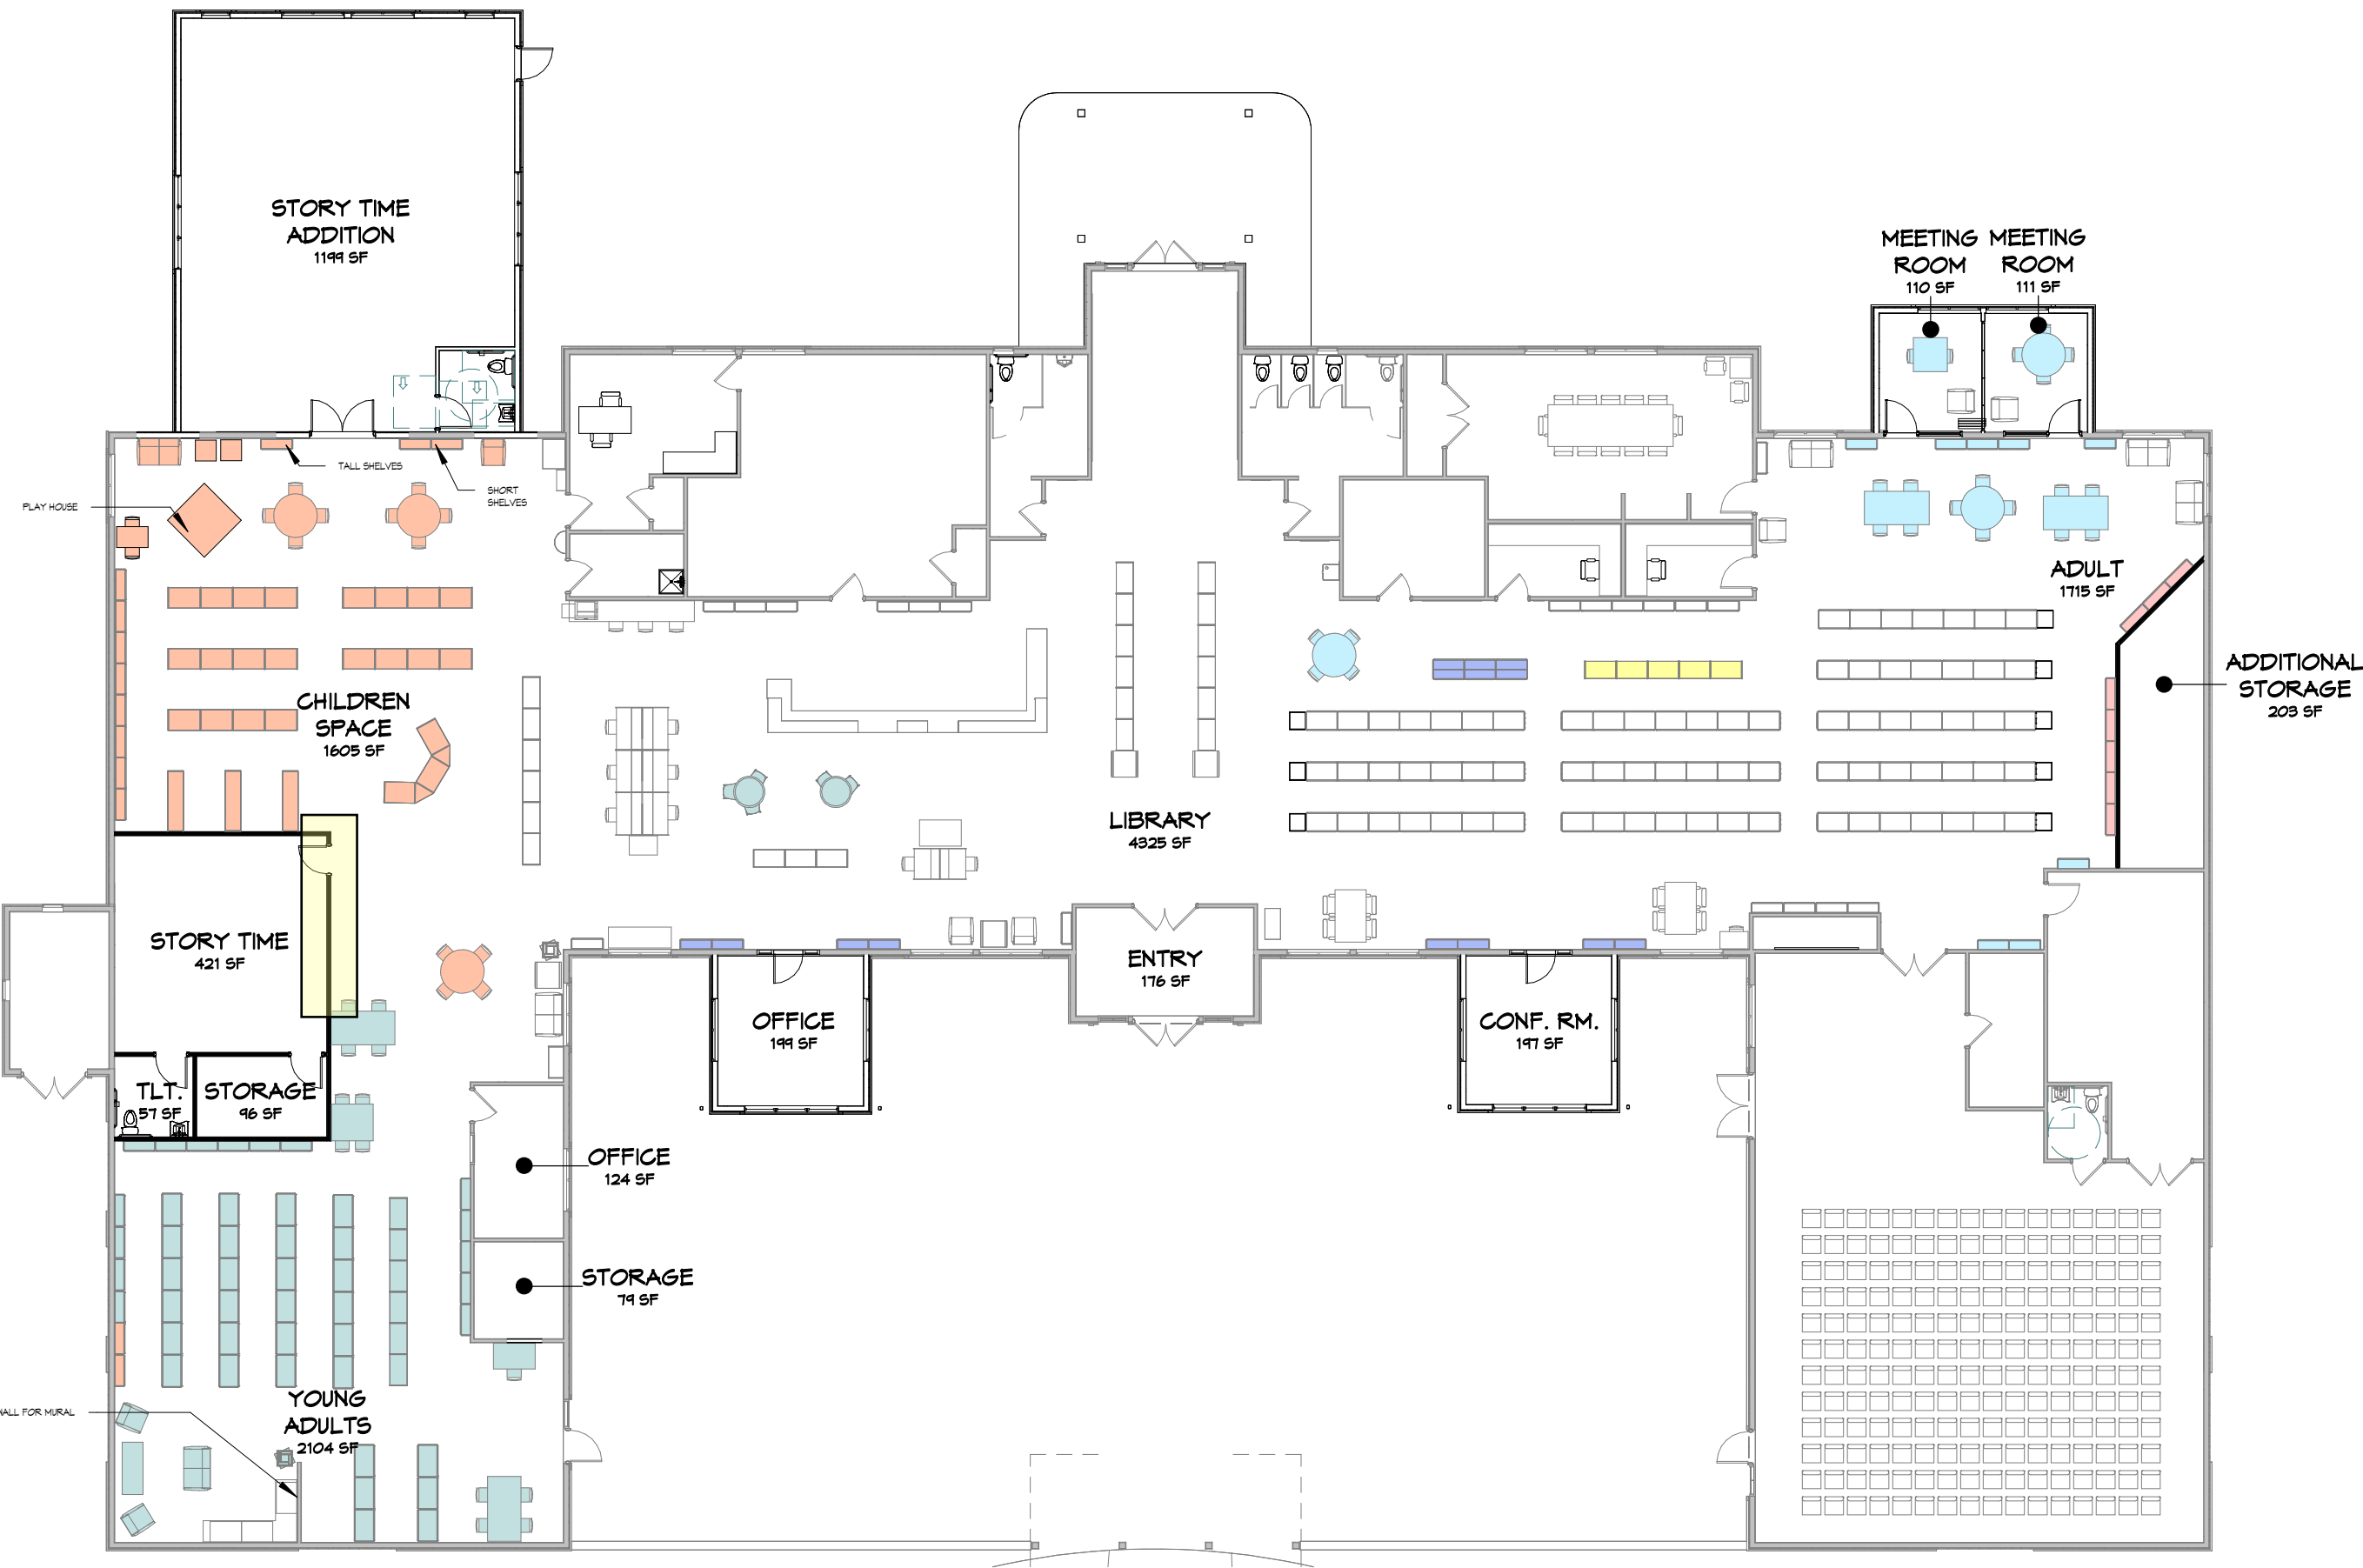 STORY TIME
ADDITION
1199 SF
MEETING
ROOM
110 SF
MEETING
ROOM
111 SF
TALL SHELVES
SHORT
SHELVES
PLAY HOUSE
CHILDREN
SPACE
1605 SF
ADULT
1715 SF
ADDITIONAL
STORAGE
203 SF
LIBRARY
4325 SF
STORY TIME
421 SF
ENTRY
176 SF
OFFICE
199 SF
CONF. RM.
197 SF
TLT.
57 SF
STORAGE
96 SF
OFFICE
124 SF
STORAGE
79 SF
YOUNG
ADULTS
2104 SF
WALL FOR MURAL